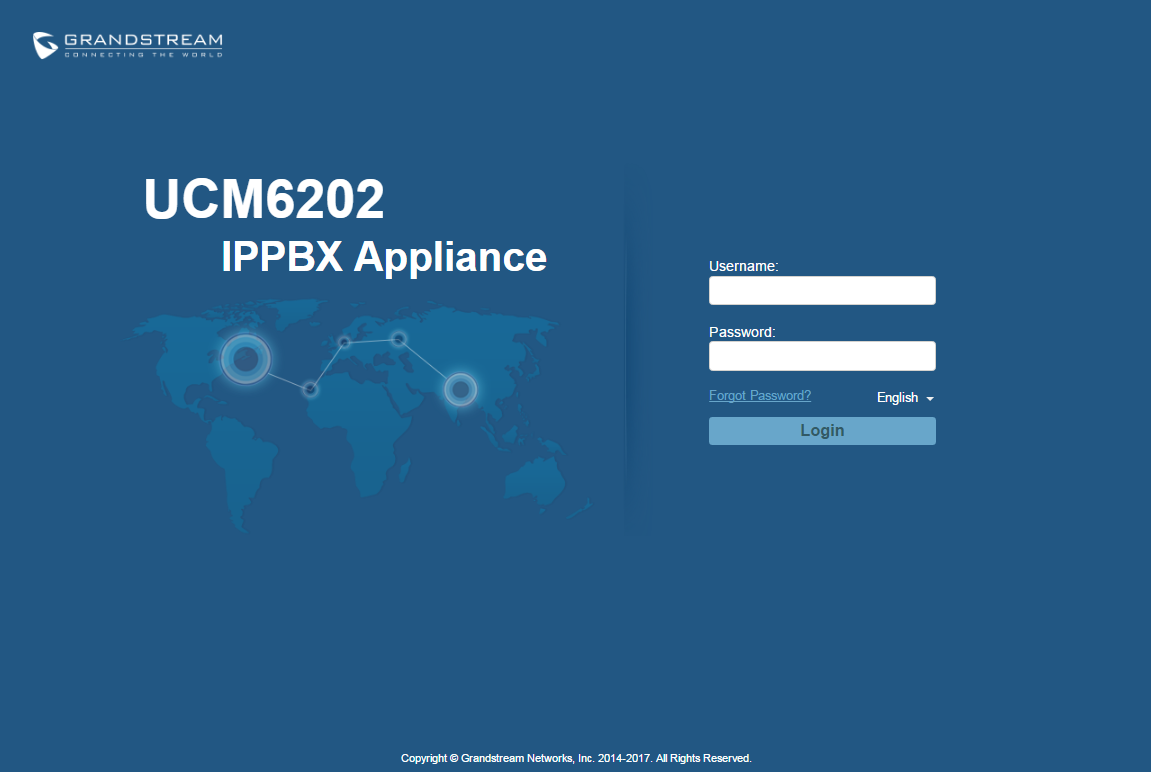 GRANDSTREAM
CONNECTING THE WORLD
UCM6202
IPPBX Appliance
Username:
Password:
Forgot Password?
English
Login
Copyright © Grandstream Networks, Inc. 2014-2017. All Rights Reserved.